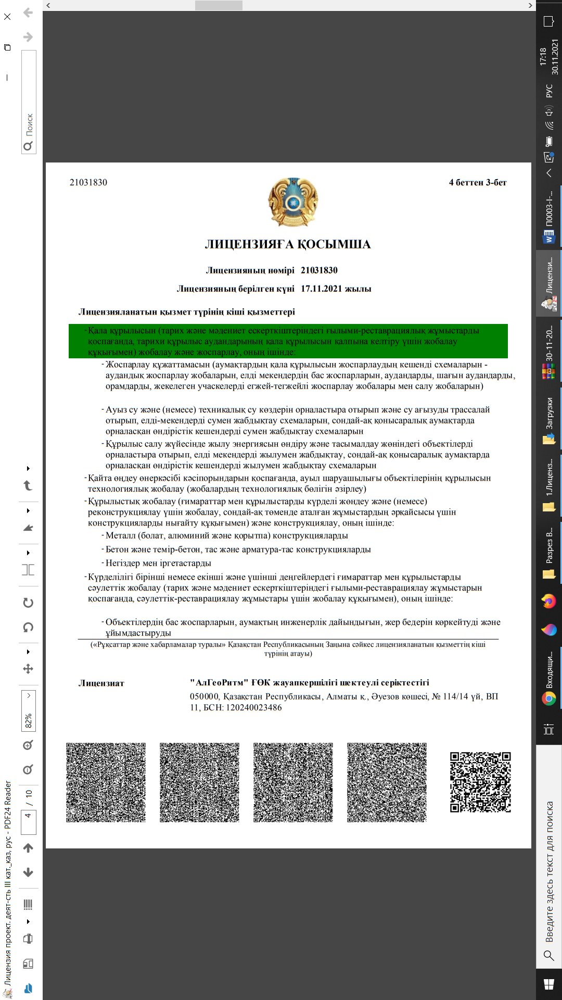 21031830
4 беттен 3-бет
ЛИЦЕНЗИЯҒА ҚОСЫМША
Лицензияның нөмірі 21031830
Лицензияның берілген күні 17.11.2021 жылы
Лицензияланатын қызмет түрінің кіші қызметтері
-Қала құрылысын (тарих және мәдениет ескерткіштеріндегі ғылыми-реставрациялық жұмыстарды
қоспағанда, тарихи құрылыс аудандарының қала құрылысын қалпына келтіру үшін жобалау
құқығымен) жобалау және жоспарлау, оның ішінде:
- Жоспарлау құжаттамасын (аумақтардың қала құрылысын жоспарлаудың кешенді схемаларын -
аудандық жоспарлау жобаларын, елді мекендердің бас жоспарларын, аудандарды, шағын аудандарды,
орамдарды, жекелеген учаскелерді егжей-тегжейлі жоспарлау жобалары мен салу жобаларын)
- Ауыз су және (немесе) техникалық су көздерін орналастыра отырып және су ағызуды трассалай
отырып, елді-мекендерді сумен жабдықтау схемаларын, сондай-ақ қонысаралық аумақтарда
орналасқан өндірістік кешендерді сумен жабдықтау схемаларын
- Құрылыс салу жүйесінде жылу энергиясын өндіру және тасымалдау жөніндегі объектілерді
орналастыра отырып, елді мекендерді жылумен жабдықтау, сондай-ақ қонысаралық аумақтарда
орналасқан өндірістік кешендерді жылумен жабдықтау схемаларын
-Қайта өңдеу өнеркәсібі кәсіпорындарын қоспағанда, ауыл шаруашылығы объектілерінің құрылысын
технологиялық жобалау (жобалардың технологиялық бөлігін әзірлеу)
-Құрылыстық жобалау (ғимараттар мен құрылыстарды күрделі жөндеу және (немесе)
реконструкциялау үшін жобалау, сондай-ақ төменде аталған жұмыстардың әрқайсысы үшін
конструкцияларды нығайту құқығымен) және конструкциялау, оның ішінде:
- Металл (болат, алюминий және қорытпа) конструкцияларды
- Бетон және темір-бетон, тас және арматура-тас конструкцияларды
- Негіздер мен іргетастарды
-Күрделілігі бірінші немесе екінші және үшінші деңгейлердегі ғимараттар мен құрылыстарды
сәулеттік жобалау (тарих және мәдениет ескерткіштеріндегі ғылыми-реставрациялау жұмыстарын
қоспағанда, сәулеттік-реставрациялау жұмыстары үшін жобалау құқығымен), оның ішінде:
- Объектілердің бас жоспарларын, аумақтың инженерлік дайындығын, жер бедерін көркейтуді және
ұйымдастыруды
(«Рұқсаттар және хабарламалар туралы» Қазақстан Республикасының Заңына сәйкес лицензияланатын қызметтің кіші
түрінің атауы)
Лицензиат
"АлГеоРитм" ҒӨК жауапкершілігі шектеулі серіктестігі
050000, Қазақстан Республикасы, Алматы қ., Әуезов көшесі, № 114/14 үй, ВП
11, БСН: 120240023486
Лицензия проект. деят-сть III кат._каз, рус - PDF24 Reader
4 / 10
82%
Поиск
Введите здесь текст для поиска
Входящи...
Разрез В...
1.Лиценз...
Загрузки
30-11-20...
Лицензи...
П0003-I-...
РУС
17:18
30.11.2021